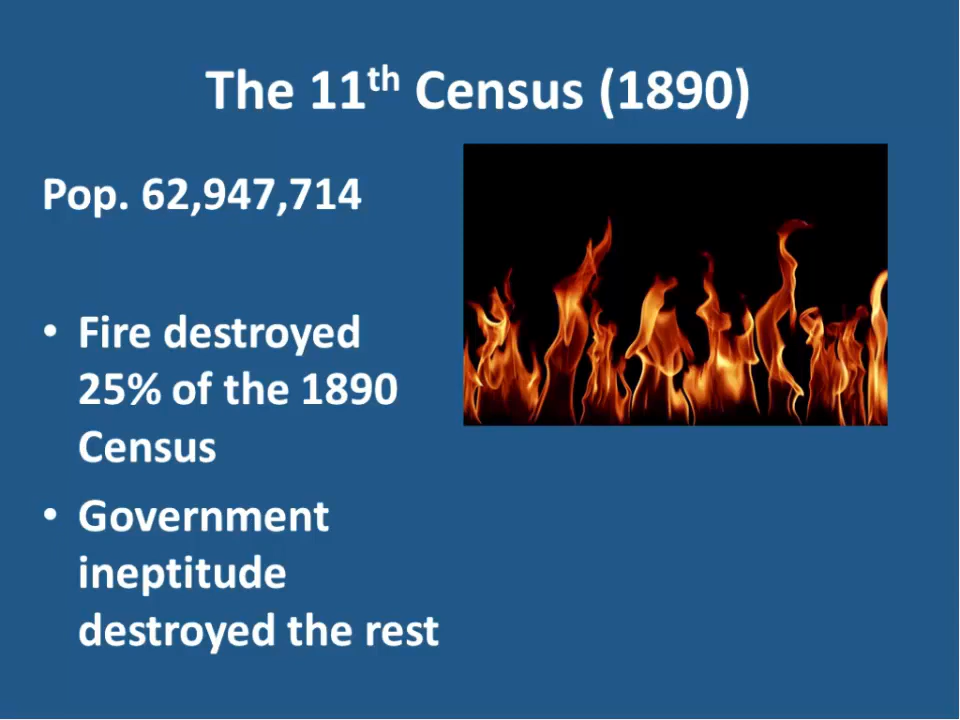 The 11th Census (1890)
Pop. 62,947,714
• Fire destroyed
25% of the 1890
Census
• Government
ineptitude
destroyed the rest